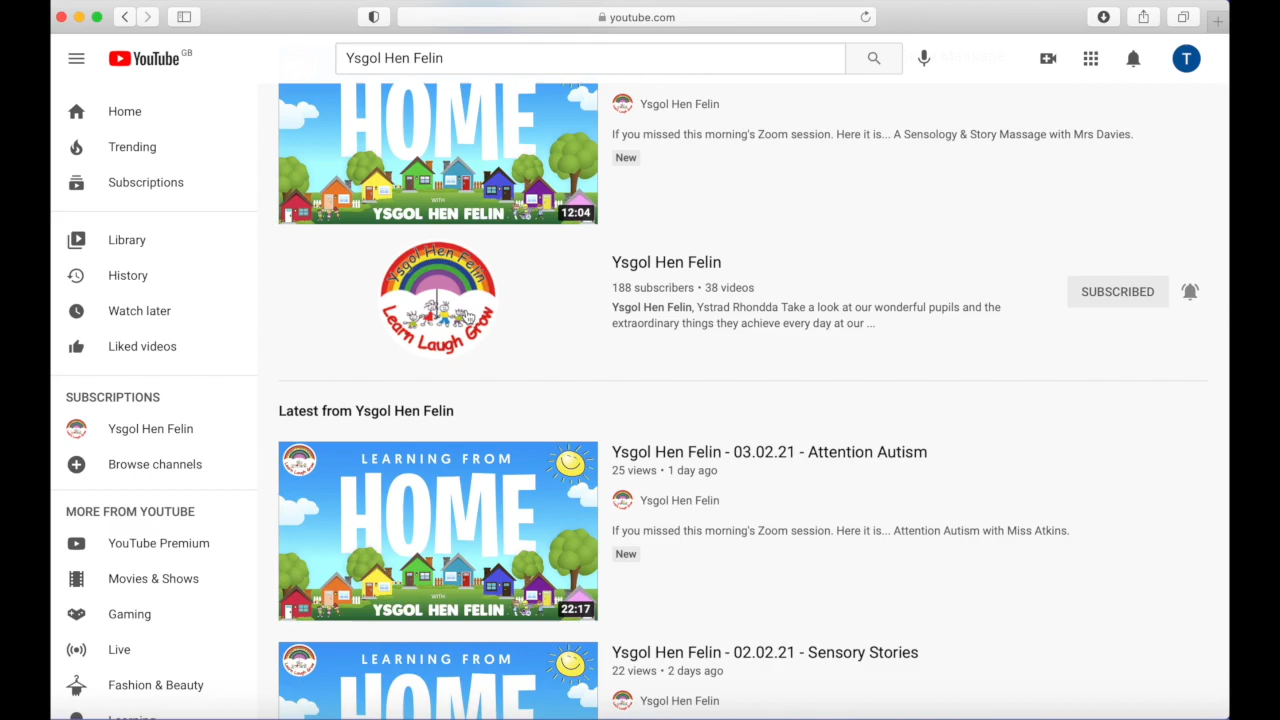 youtube.com
YouTube GB
Ysgol Hen Felin
T
Home
Trending
Subscriptions
Library
History
Watch later
Liked videos
SUBSCRIPTIONS
Ysgol Hen Felin
Browse channels
MORE FROM YOUTUBE
YouTube Premium
Movies & Shows
Gaming
Live
Fashion & Beauty
Learning
HOME
WITH
YSGOL HEN FELIN
12:04
Ysgol Hen Felin
If you missed this morning's Zoom session. Here it is... A Sensology & Story Massage with Mrs Davies.
New
Ysgol Hen Felin
Learn Laugh Grow
Ysgol Hen Felin
188 subscribers • 38 videos
Ysgol Hen Felin, Ystrad Rhondda Take a look at our wonderful pupils and the
extraordinary things they achieve every day at our ...
SUBSCRIBED
Latest from Ysgol Hen Felin
LEARNING FROM
HOME
WITH
YSGOL HEN FELIN
22:17
Ysgol Hen Felin - 03.02.21 - Attention Autism
25 views • 1 day ago
Ysgol Hen Felin
If you missed this morning's Zoom session. Here it is... Attention Autism with Miss Atkins.
New
LEARNING FROM
HOME
Ysgol Hen Felin - 02.02.21 - Sensory Stories
22 views • 2 days ago
Ysgol Hen Felin